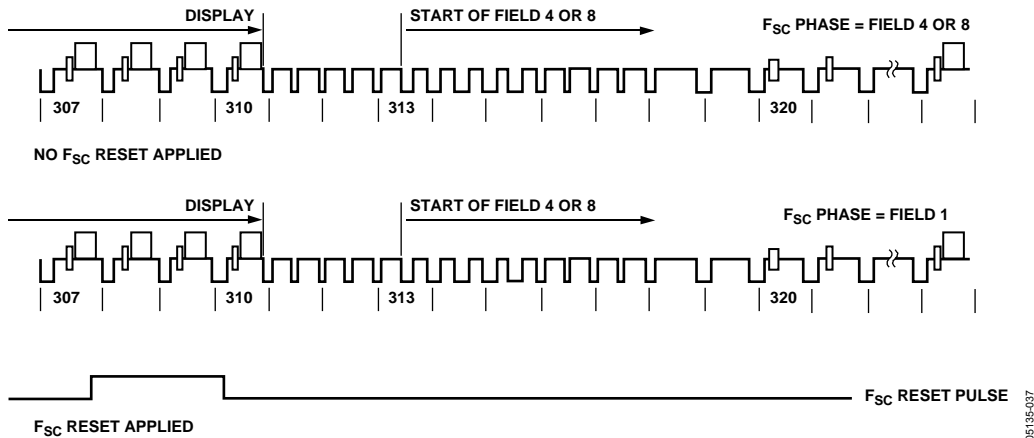 DISPLAY
START OF FIELD 4 OR 8
FSC PHASE = FIELD 4 OR 8
307
310
313
320
NO FSC RESET APPLIED
DISPLAY
START OF FIELD 4 OR 8
FSC PHASE = FIELD 1
307
310
313
320
FSC RESET PULSE
FSC RESET APPLIED
05135-037